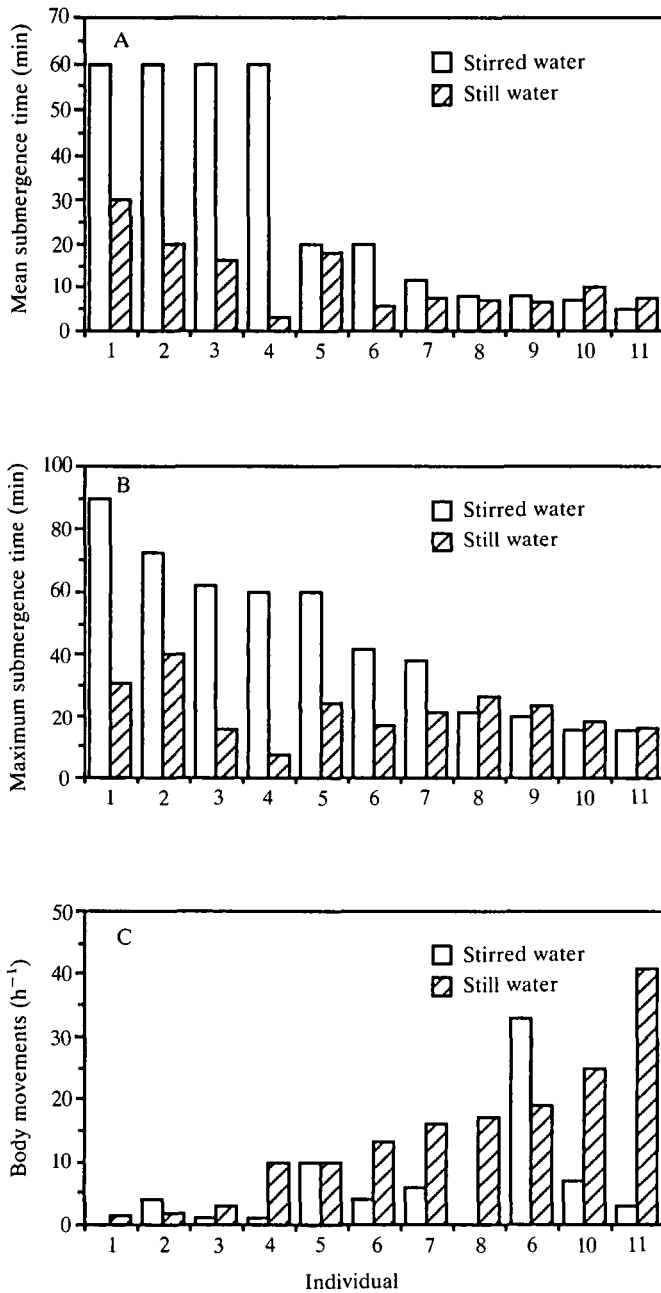 A
Mean submergence time (min)
70
60
50
40
30
20
10
0
Stirred water
Still water
1 2 3 4 5 6 7 8 9 10 11
B
Maximum submergence time (min)
100
80
60
40
20
0
Stirred water
Still water
1 2 3 4 5 6 7 8 9 10 11
C
Body movements (h⁻¹)
50
40
30
20
10
0
Stirred water
Still water
1 2 3 4 5 6 7 8 6 10 11
Individual